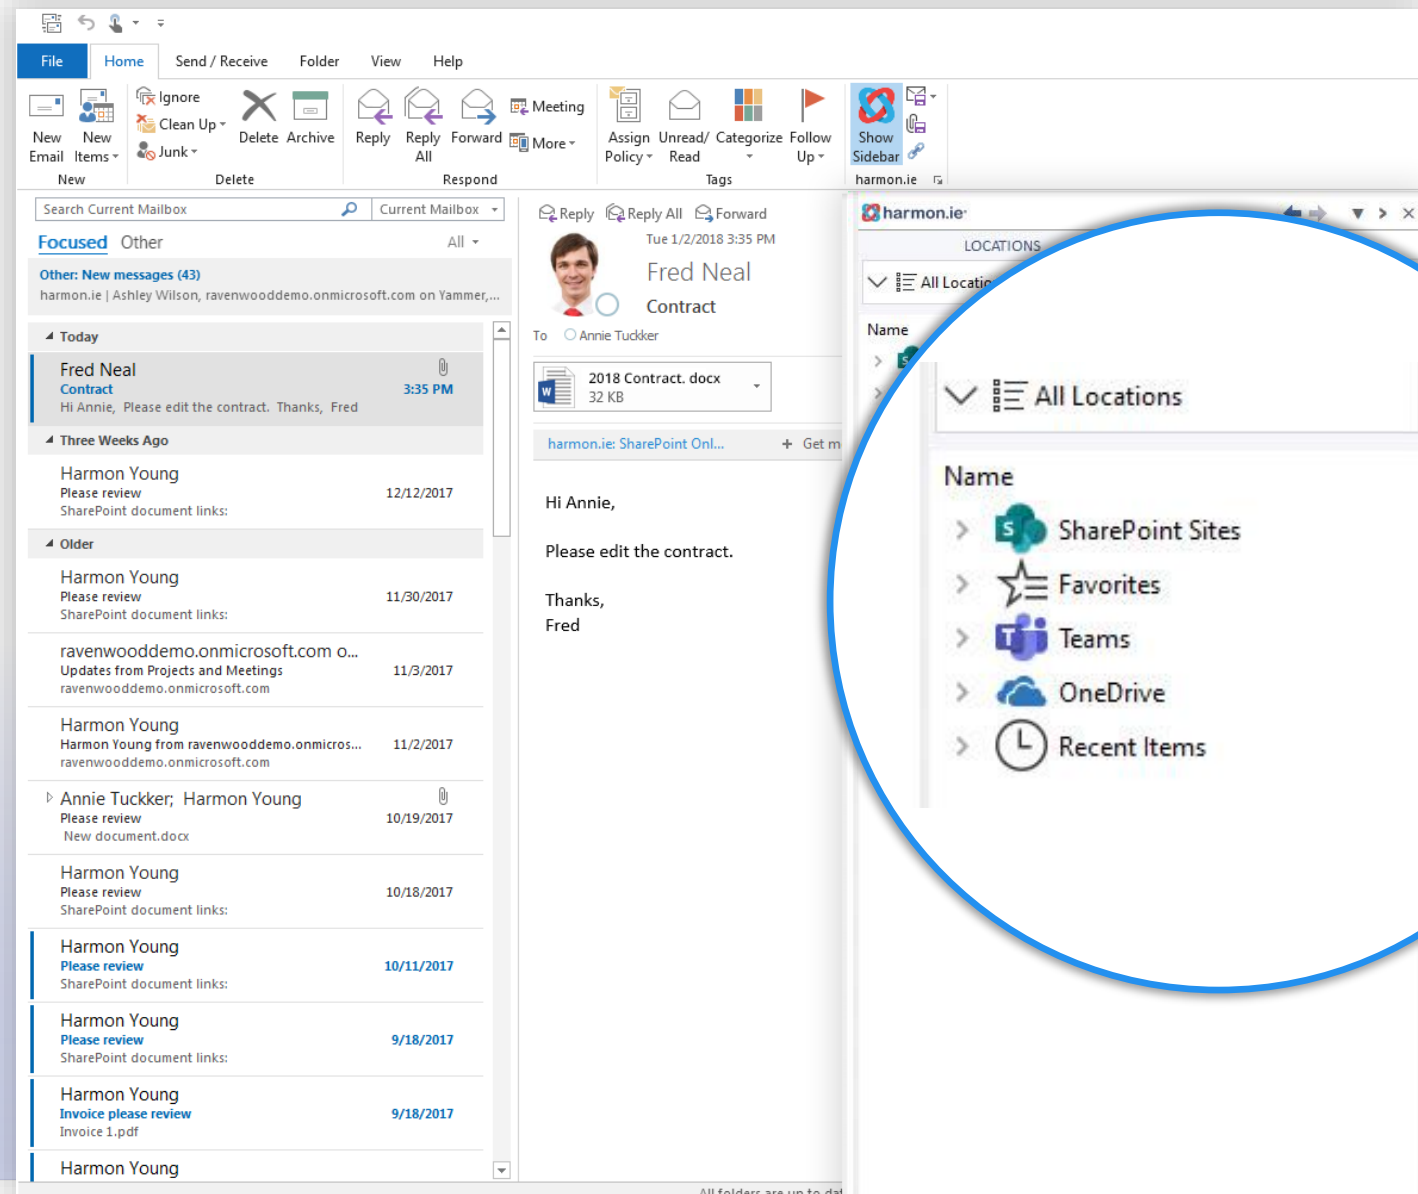 File Home Send / Receive Folder View Help
Ignore
Clean Up
Junk
New Email
New Items
Delete Archive
Reply Reply All Forward
Meeting
More
Assign Policy Unread/ Read Categorize Follow Up
Show Sidebar
New Delete Respond Tags harmon.ie
Search Current Mailbox Current Mailbox
Focused Other All
Other: New messages (43)
harmon.ie | Ashley Wilson, ravenwooddemo.onmicrosoft.com on Yammer,...
Today
Fred Neal
Contract 3:35 PM
Hi Annie, Please edit the contract. Thanks, Fred
Three Weeks Ago
Harmon Young
Please review 12/12/2017
SharePoint document links:
Older
Harmon Young
Please review 11/30/2017
SharePoint document links:
ravenwooddemo.onmicrosoft.com o...
Updates from Projects and Meetings 11/3/2017
ravenwooddemo.onmicrosoft.com
Harmon Young
Harmon Young from ravenwooddemo.onmicros... 11/2/2017
ravenwooddemo.onmicrosoft.com
Annie Tuckker; Harmon Young
Please review 10/19/2017
New document.docx
Harmon Young
Please review 10/18/2017
SharePoint document links:
Harmon Young
Please review 10/11/2017
SharePoint document links:
Harmon Young
Please review 9/18/2017
SharePoint document links:
Harmon Young
Invoice please review 9/18/2017
Invoice 1.pdf
Harmon Young
Reply Reply All Forward
Tue 1/2/2018 3:35 PM
Fred Neal
Contract
To Annie Tuckker
2018 Contract. docx
32 KB
harmon.ie: SharePoint Onl... + Get m
Hi Annie,
Please edit the contract.
Thanks,
Fred
harmon.ie
LOCATIONS
All Locatio
Name
All Locations
Name
SharePoint Sites
Favorites
Teams
OneDrive
Recent Items